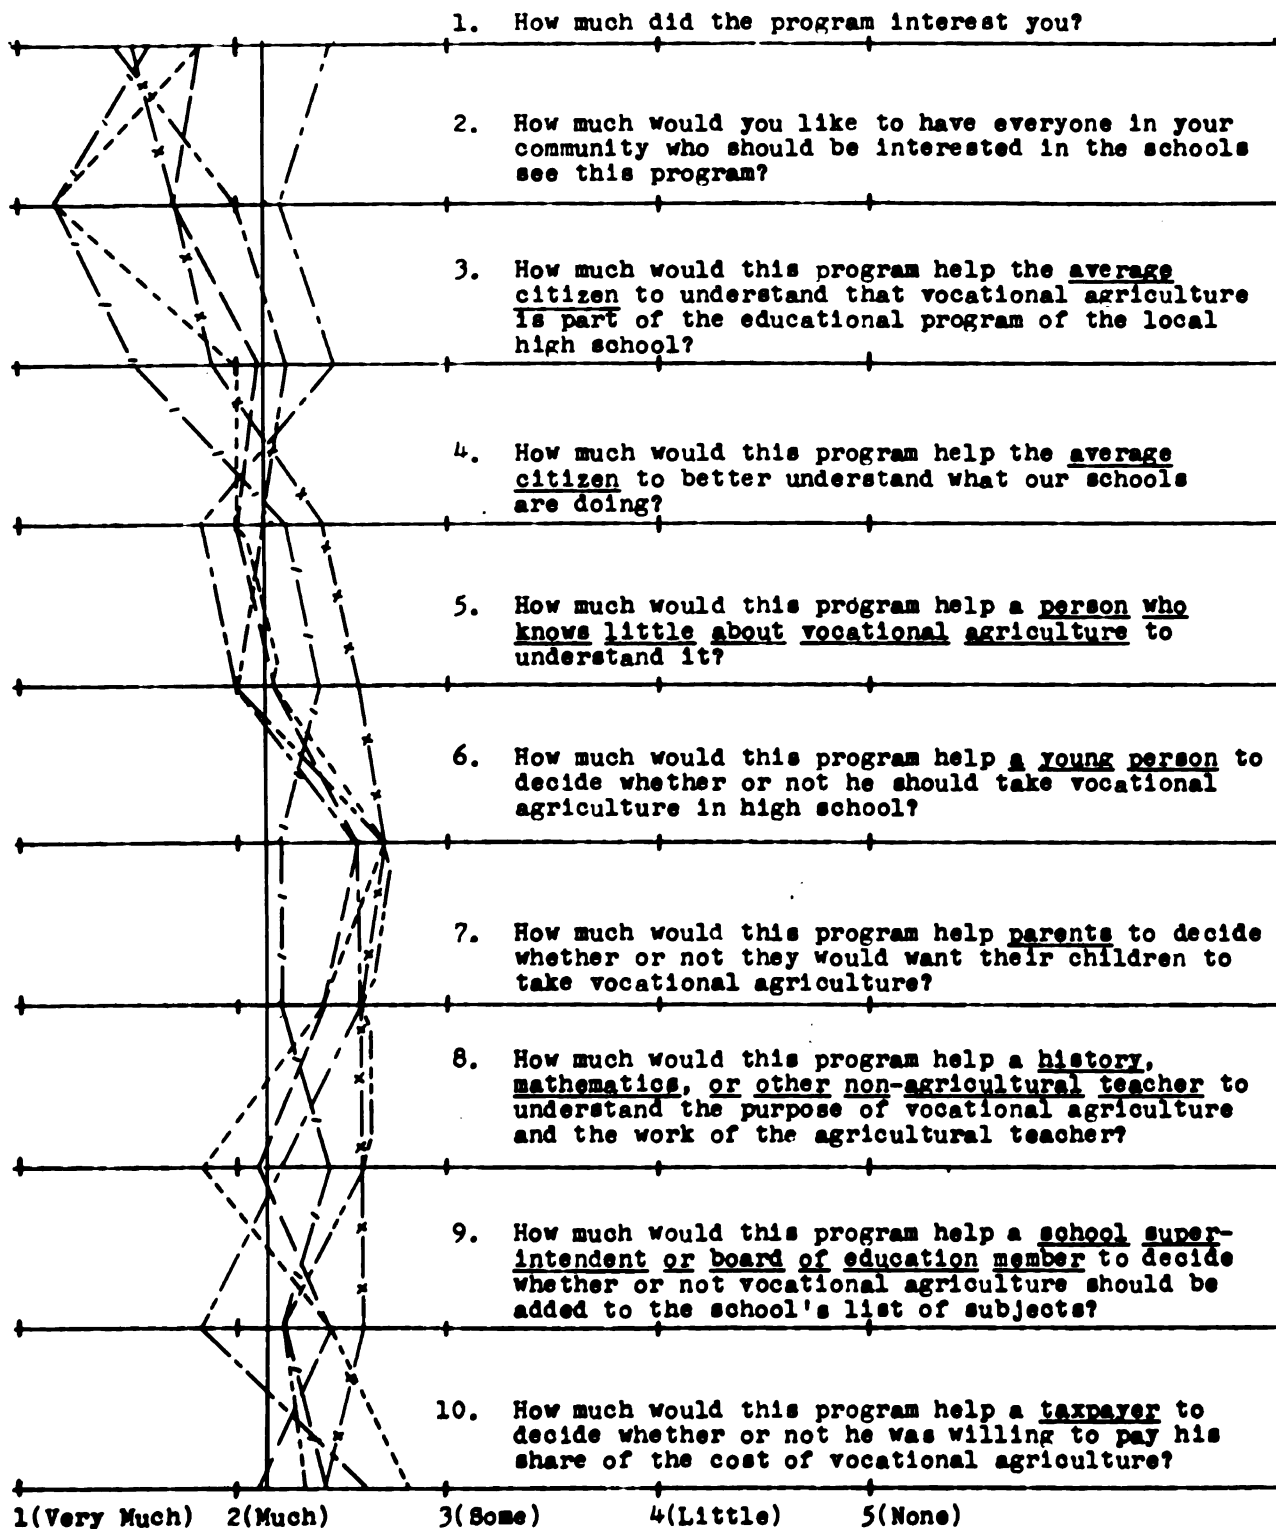 1. How much did the program interest you?
2. How much would you like to have everyone in your
community who should be interested in the schools
see this program?
3. How much would this program help the average
citizen to understand that vocational agriculture
is part of the educational program of the local
high school?
4. How much would this program help the average
citizen to better understand what our schools
are doing?
5. How much would this program help a person who
knows little about vocational agriculture to
understand it?
6. How much would this program help a young person to
decide whether or not he should take vocational
agriculture in high school?
7. How much would this program help parents to decide
whether or not they would want their children to
take vocational agriculture?
8. How much would this program help a history,
mathematics, or other non-agricultural teacher to
understand the purpose of vocational agriculture
and the work of the agricultural teacher?
9. How much would this program help a school super-
intendent or board of education member to decide
whether or not vocational agriculture should be
added to the school's list of subjects?
10. How much would this program help a taxpayer to
decide whether or not he was willing to pay his
share of the cost of vocational agriculture?
1(Very Much) 2(Much) 3(Some) 4(Little) 5(None)